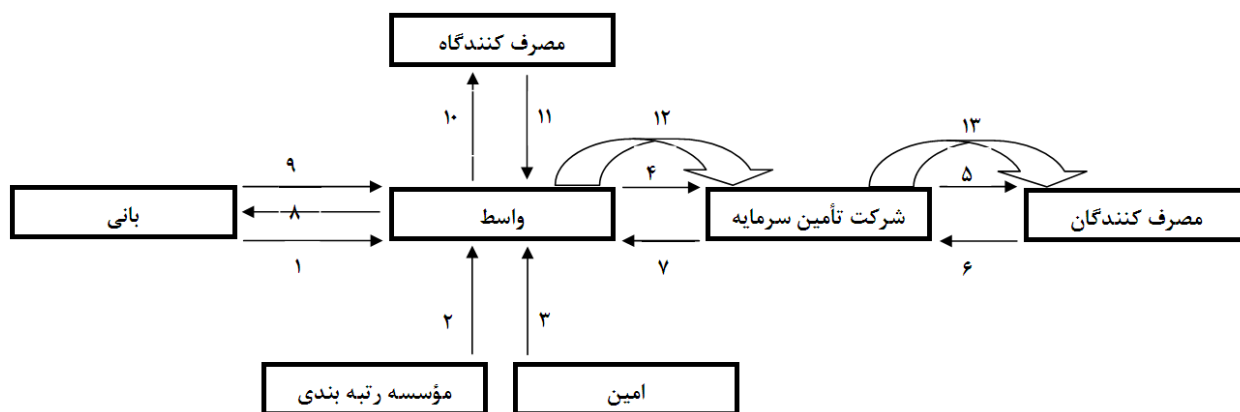 مصرف کنندگاه
۱۰
۱۱
۱۲
۱۳
۹
۴
۵
بانی
۸
واسط
شرکت تأمین سرمایه
مصرف کنندگان
۱
۷
۶
۲
۳
مؤسسه رتبه بندی
امین